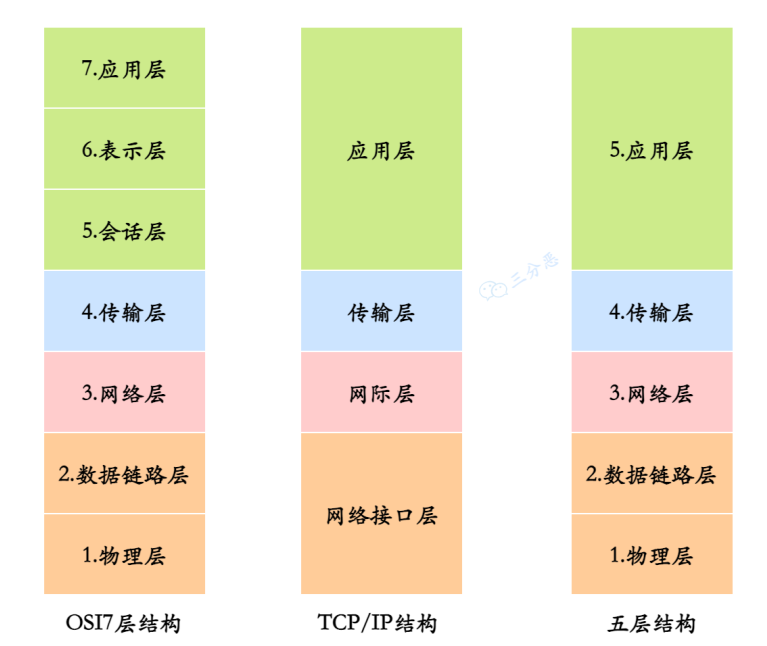 7.应用层
6.表示层
5.会话层
4.传输层
3.网络层
2.数据链路层
1.物理层
OSI7层结构
应用层
传输层
网际层
网络接口层
TCP/IP结构
三分恶
5.应用层
4.传输层
3.网络层
2.数据链路层
1.物理层
五层结构